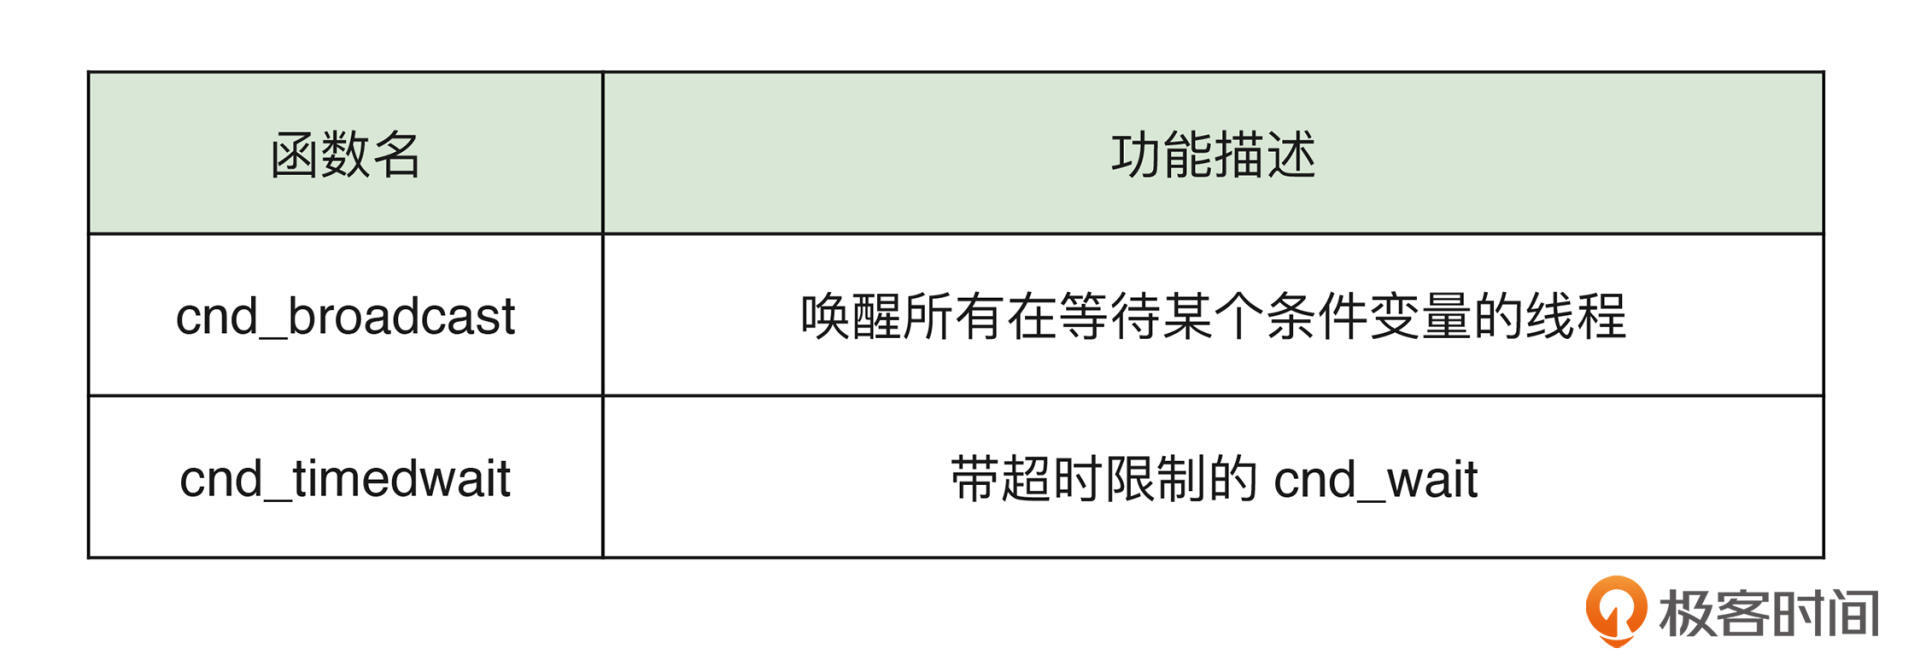 函数名 功能描述
cnd_broadcast 唤醒所有在等待某个条件变量的线程
cnd_timedwait 带超时限制的 cnd_wait
极客时间